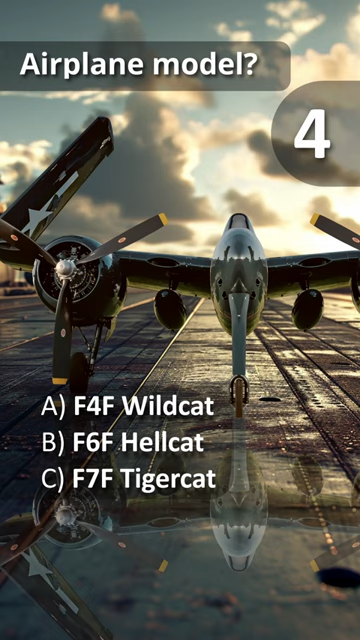 Airplane model?
4
A) F4F Wildcat
B) F6F Hellcat
C) F7F Tigercat